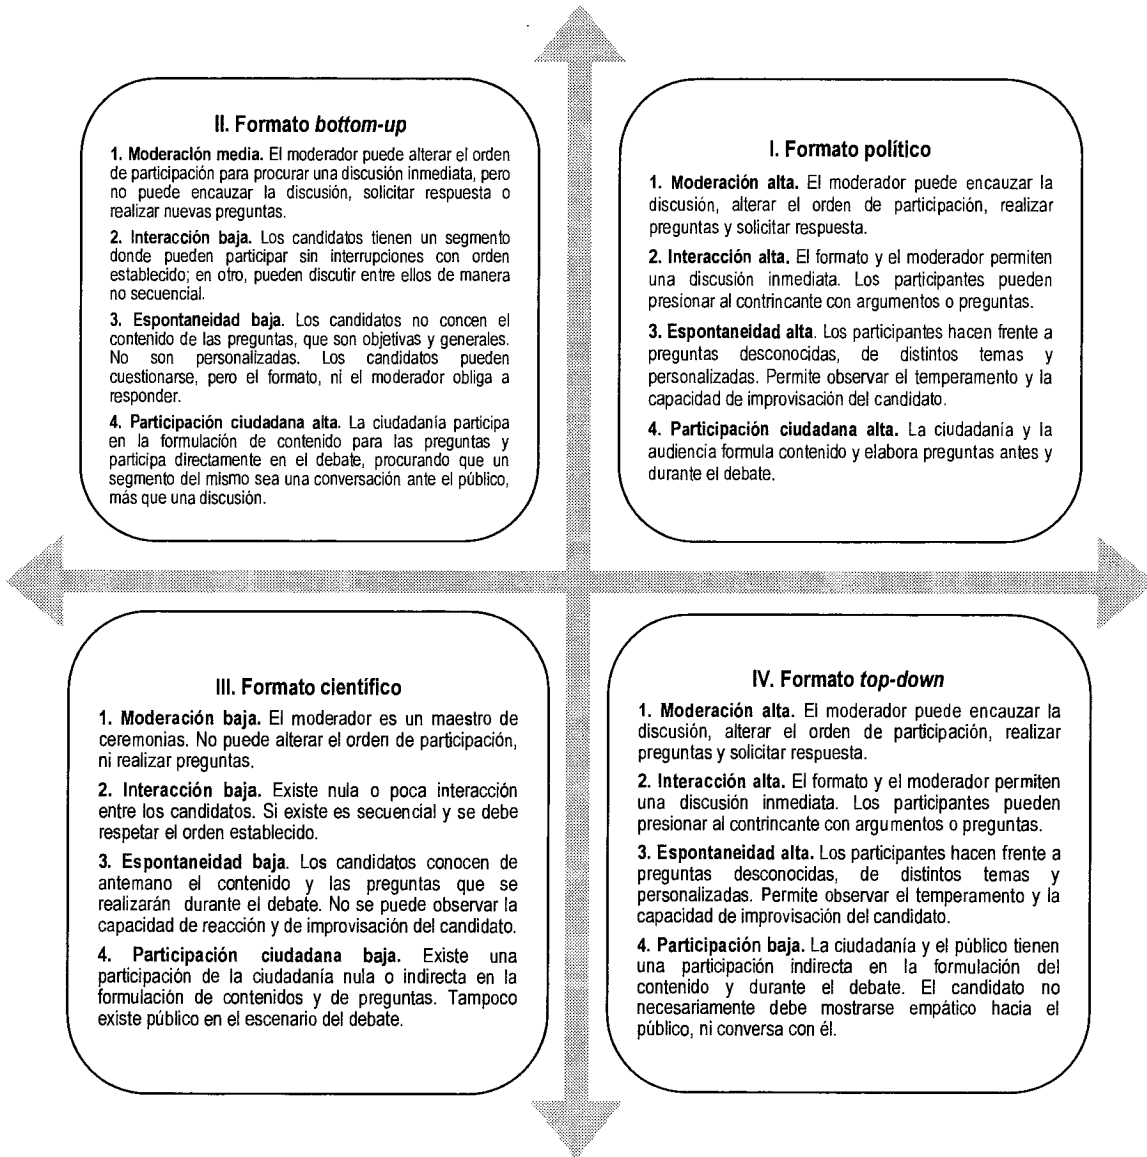 II. Formato bottom-up
1. Moderación media. El moderador puede alterar el orden
de participación para procurar una discusión inmediata, pero
no puede encauzar la discusión, solicitar respuesta o
realizar nuevas preguntas.
2. Interacción baja. Los candidatos tienen un segmento
donde pueden participar sin interrupciones con orden
establecido; en otro, pueden discutir entre ellos de manera
no secuencial.
3. Espontaneidad baja. Los candidatos no concen el
contenido de las preguntas, que son objetivas y generales.
No son personalizadas. Los candidatos pueden
cuestionarse, pero el formato, ni el moderador obliga a
responder.
4. Participación ciudadana alta. La ciudadanía participa
en la formulación de contenido para las preguntas y
participa directamente en el debate, procurando que un
segmento del mismo sea una conversación ante el público,
más que una discusión.
I. Formato político
1. Moderación alta. El moderador puede encauzar la
discusión, alterar el orden de participación, realizar
preguntas y solicitar respuesta.
2. Interacción alta. El formato y el moderador permiten
una discusión inmediata. Los participantes pueden
presionar al contrincante con argumentos o preguntas.
3. Espontaneidad alta. Los participantes hacen frente a
preguntas desconocidas, de distintos temas y
personalizadas. Permite observar el temperamento y la
capacidad de improvisación del candidato.
4. Participación ciudadana alta. La ciudadanía y la
audiencia formula contenido y elabora preguntas antes y
durante el debate.
III. Formato científico
1. Moderación baja. El moderador es un maestro de
ceremonias. No puede alterar el orden de participación,
ni realizar preguntas.
2. Interacción baja. Existe nula o poca interacción
entre los candidatos. Si existe es secuencial y se debe
respetar el orden establecido.
3. Espontaneidad baja. Los candidatos conocen de
antemano el contenido y las preguntas que se
realizarán durante el debate. No se puede observar la
capacidad de reacción y de improvisación del candidato.
4. Participación ciudadana baja. Existe una
participación de la ciudadanía nula o indirecta en la
formulación de contenidos y de preguntas. Tampoco
existe público en el escenario del debate.
IV. Formato top-down
1. Moderación alta. El moderador puede encauzar la
discusión, alterar el orden de participación, realizar
preguntas y solicitar respuesta.
2. Interacción alta. El formato y el moderador permiten
una discusión inmediata. Los participantes pueden
presionar al contrincante con argumentos o preguntas.
3. Espontaneidad alta. Los participantes hacen frente a
preguntas desconocidas, de distintos temas y
personalizadas. Permite observar el temperamento y la
capacidad de improvisación del candidato.
4. Participación baja. La ciudadanía y el público tienen
una participación indirecta en la formulación del
contenido y durante el debate. El candidato no
necesariamente debe mostrarse empático hacia el
público, ni conversa con él.